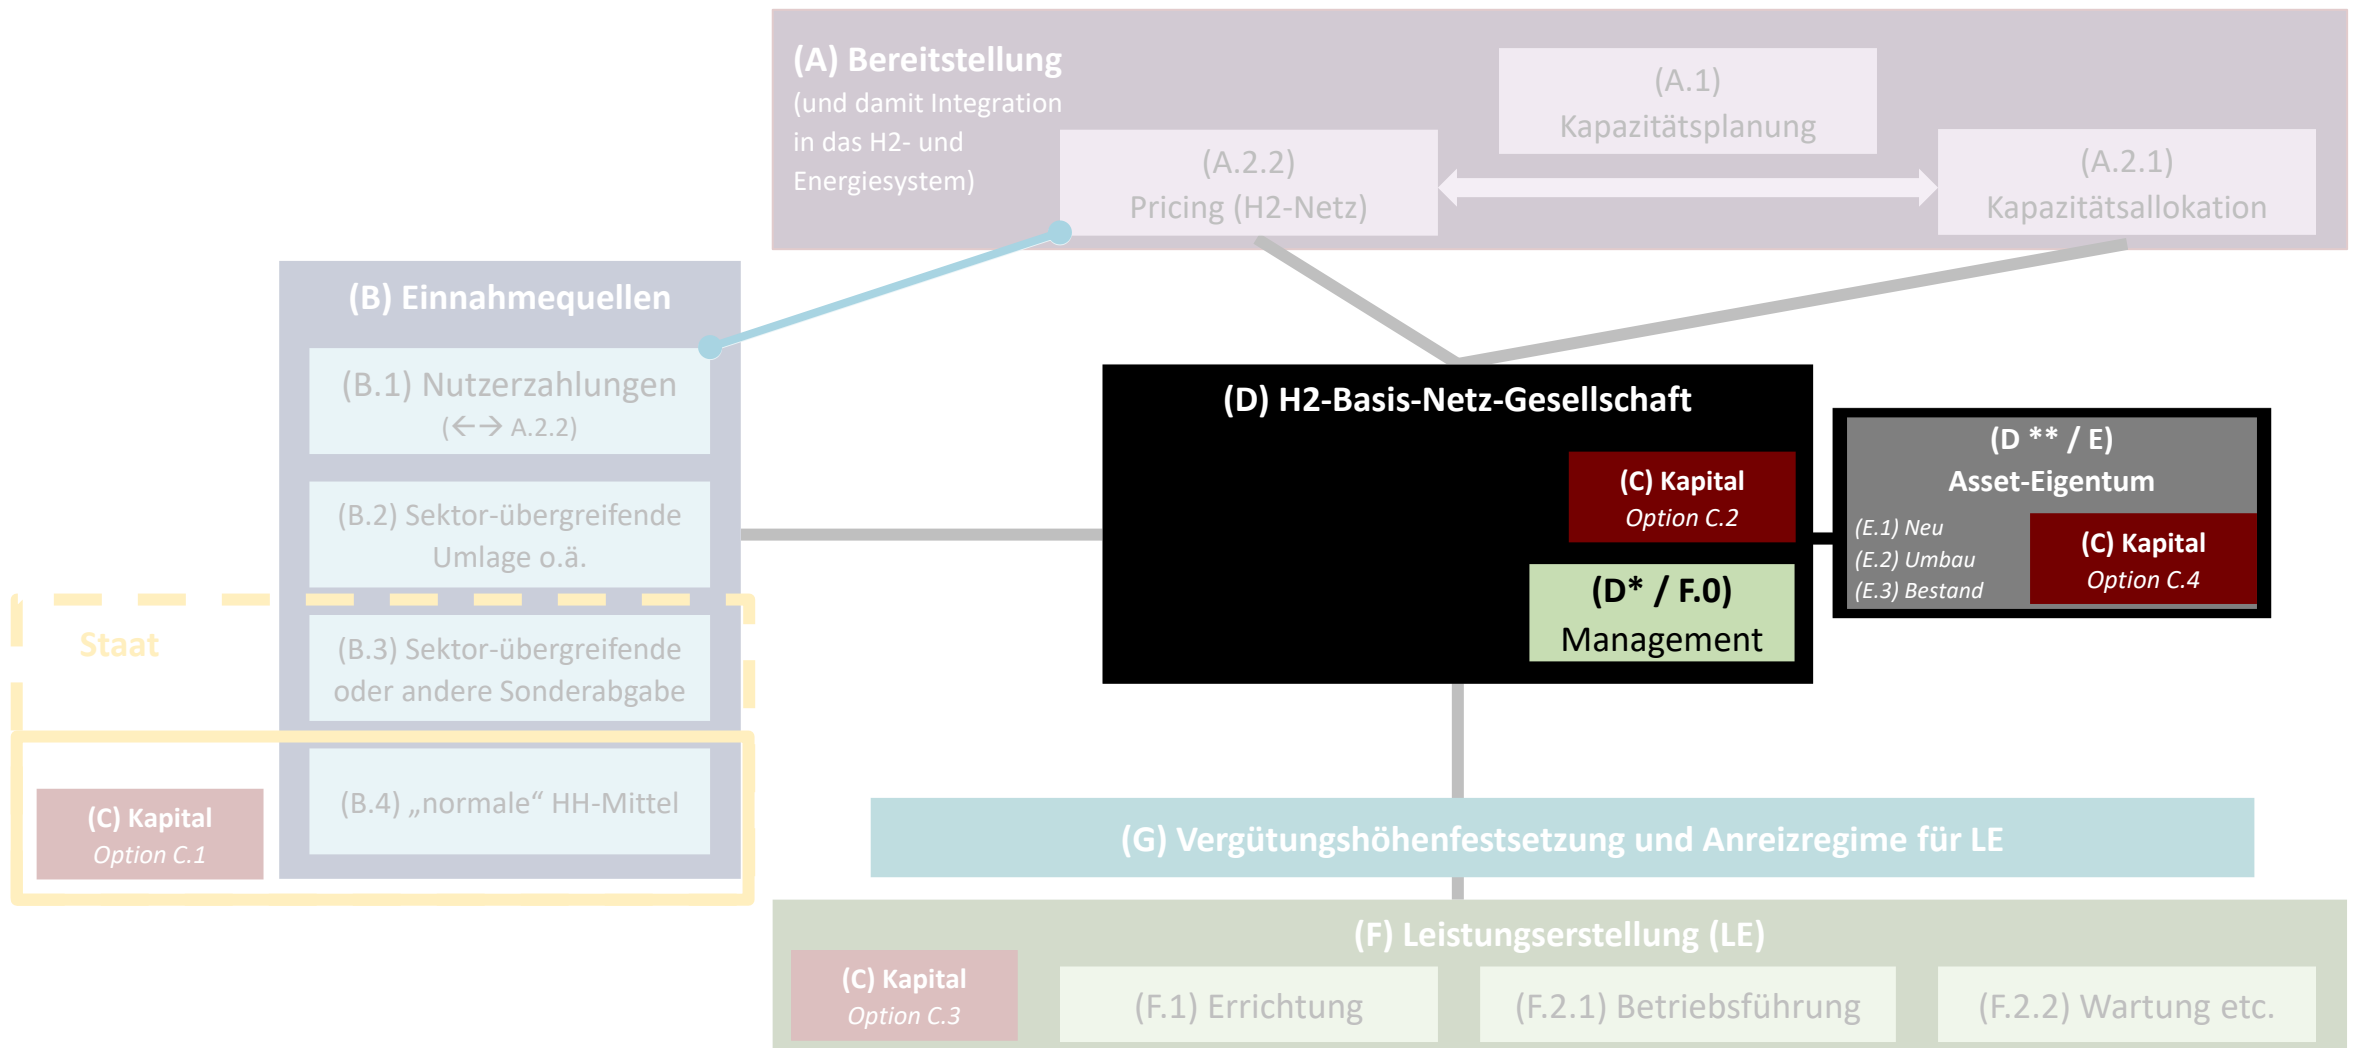 (A) Bereitstellung
(und damit Integration
in das H2- und
Energiesystem)
(A.1)
Kapazitätsplanung
(A.2.2)
Pricing (H2-Netz)
(A.2.1)
Kapazitätsallokation
(B) Einnahmequellen
(B.1) Nutzerzahlungen
(←→ A.2.2)
(B.2) Sektor-übergreifende
Umlage o.ä.
Staat
(B.3) Sektor-übergreifende
oder andere Sonderabgabe
(B.4) „normale“ HH-Mittel
(C) Kapital
Option C.1
(D) H2-Basis-Netz-Gesellschaft
(C) Kapital
Option C.2
(D* / F.0)
Management
(D ** / E)
Asset-Eigentum
(E.1) Neu
(E.2) Umbau
(E.3) Bestand
(C) Kapital
Option C.4
(G) Vergütungshöhenfestsetzung und Anreizregime für LE
(F) Leistungserstellung (LE)
(C) Kapital
Option C.3
(F.1) Errichtung
(F.2.1) Betriebsführung
(F.2.2) Wartung etc.